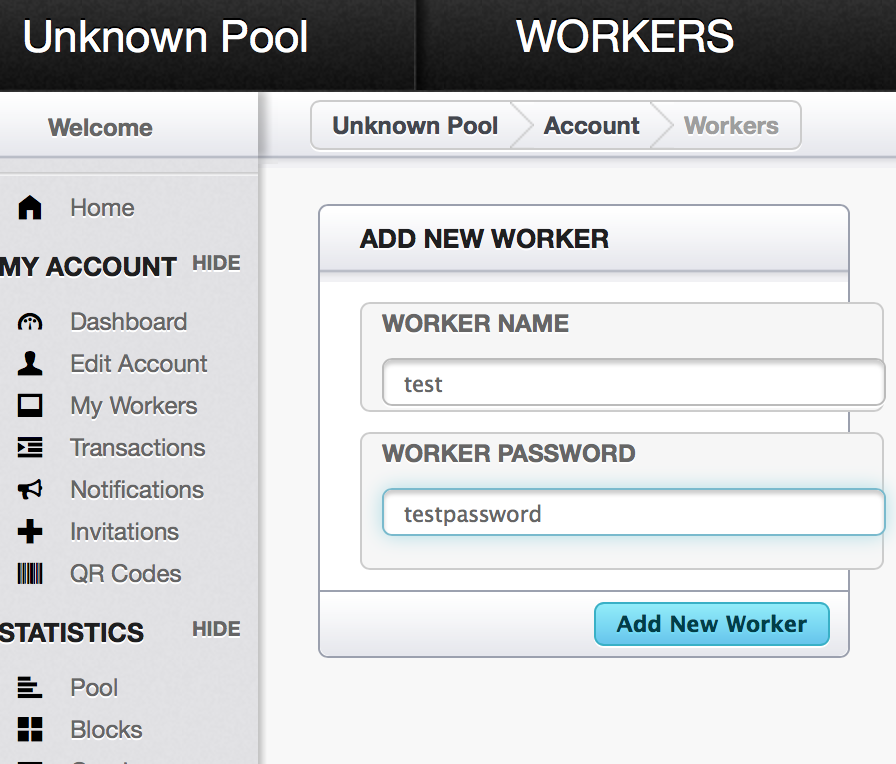 Unknown Pool
WORKERS
Welcome
Unknown Pool
Account
Workers
Home
MY ACCOUNT
HIDE
Dashboard
Edit Account
My Workers
Transactions
Notifications
Invitations
QR Codes
STATISTICS
HIDE
Pool
Blocks
ADD NEW WORKER
WORKER NAME
test
WORKER PASSWORD
testpassword
Add New Worker